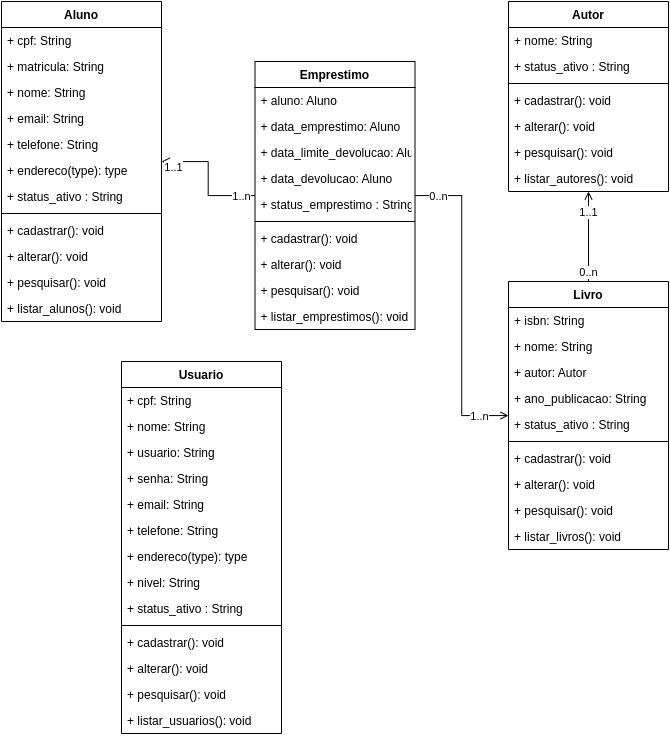 Aluno
+ cpf: String
+ matricula: String
+ nome: String
+ email: String
+ telefone: String
+ endereco(type): type
+ status_ativo : String
+ cadastrar(): void
+ alterar(): void
+ pesquisar(): void
+ listar_alunos(): void
1..1
1..n
Emprestimo
+ aluno: Aluno
+ data_emprestimo: Aluno
+ data_limite_devolucao: Alu
+ data_devolucao: Aluno
+ status_emprestimo : String
+ cadastrar(): void
+ alterar(): void
+ pesquisar(): void
+ listar_emprestimos(): void
0..n
1..n
Autor
+ nome: String
+ status_ativo : String
+ cadastrar(): void
+ alterar(): void
+ pesquisar(): void
+ listar_autores(): void
1..1
0..n
Livro
+ isbn: String
+ nome: String
+ autor: Autor
+ ano_publicacao: String
+ status_ativo : String
+ cadastrar(): void
+ alterar(): void
+ pesquisar(): void
+ listar_livros(): void
Usuario
+ cpf: String
+ nome: String
+ usuario: String
+ senha: String
+ email: String
+ telefone: String
+ endereco(type): type
+ nivel: String
+ status_ativo : String
+ cadastrar(): void
+ alterar(): void
+ pesquisar(): void
+ listar_usuarios(): void